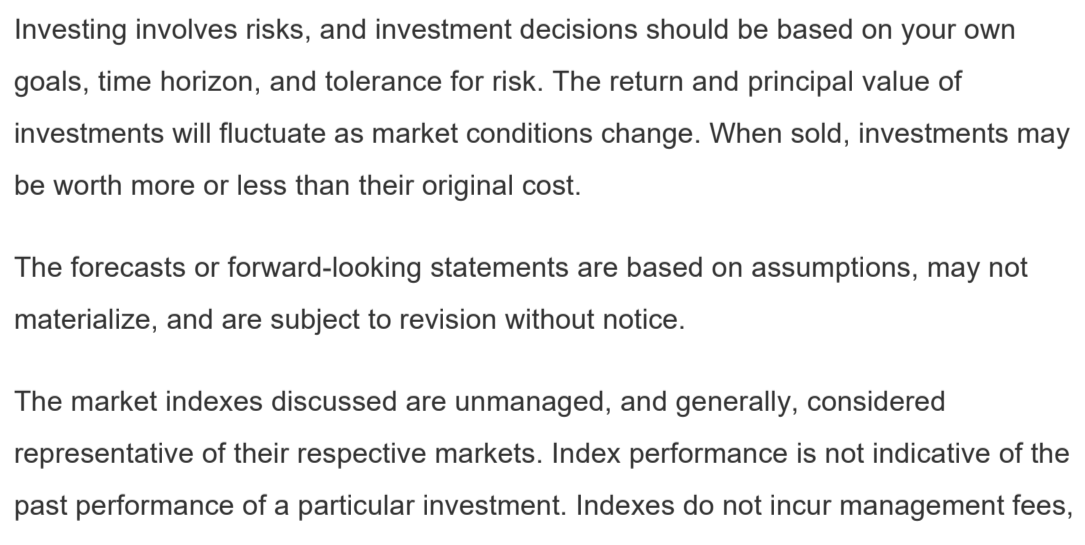 Investing involves risks, and investment decisions should be based on your own
goals, time horizon, and tolerance for risk. The return and principal value of
investments will fluctuate as market conditions change. When sold, investments may
be worth more or less than their original cost.
The forecasts or forward-looking statements are based on assumptions, may not
materialize, and are subject to revision without notice.
The market indexes discussed are unmanaged, and generally, considered
representative of their respective markets. Index performance is not indicative of the
past performance of a particular investment. Indexes do not incur management fees,